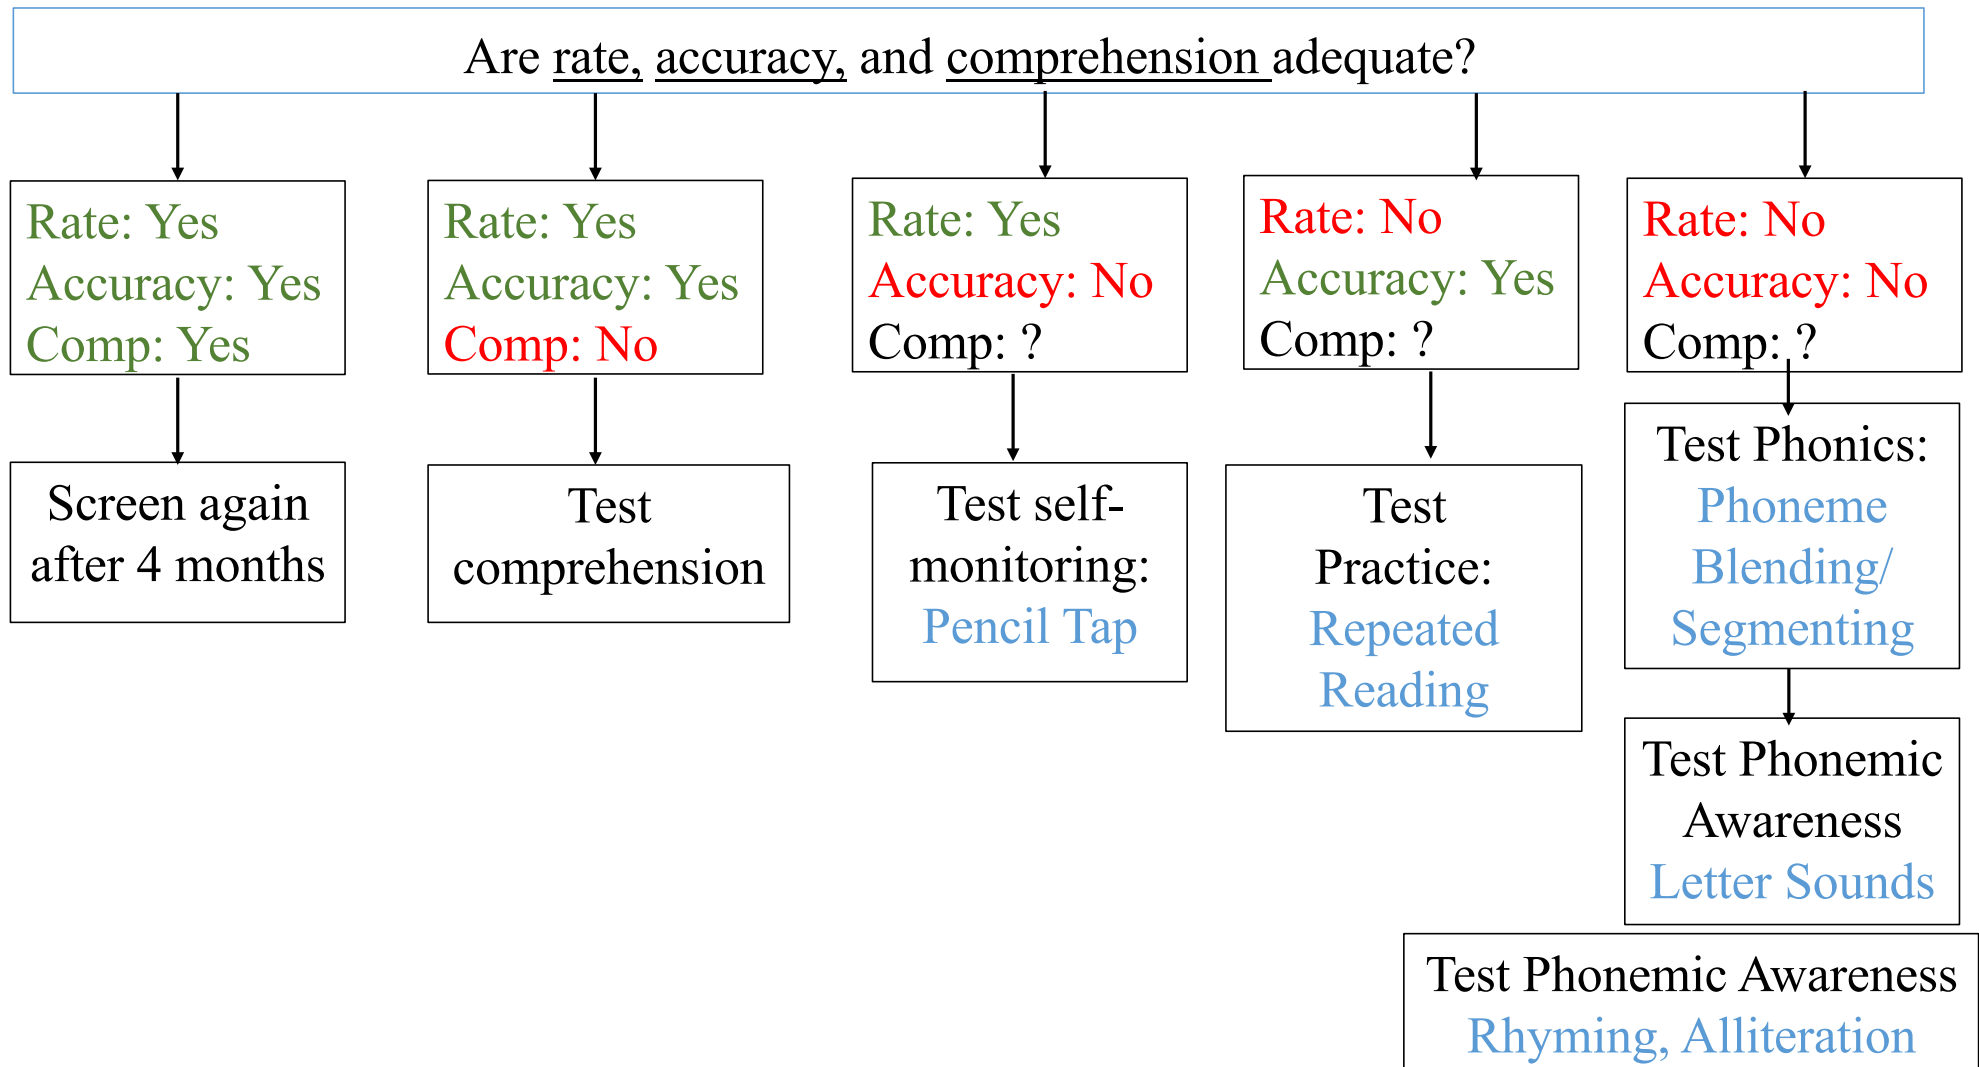 Are rate, accuracy, and comprehension adequate?
Rate: Yes
Accuracy: Yes
Comp: Yes
Rate: Yes
Accuracy: Yes
Comp: No
Rate: Yes
Accuracy: No
Comp: ?
Rate: No
Accuracy: Yes
Comp: ?
Rate: No
Accuracy: No
Comp: ?
Screen again
after 4 months
Test
comprehension
Test self-
monitoring:
Pencil Tap
Test
Practice:
Repeated
Reading
Test Phonics:
Phoneme
Blending/
Segmenting
Test Phonemic
Awareness
Letter Sounds
Test Phonemic Awareness
Rhyming, Alliteration